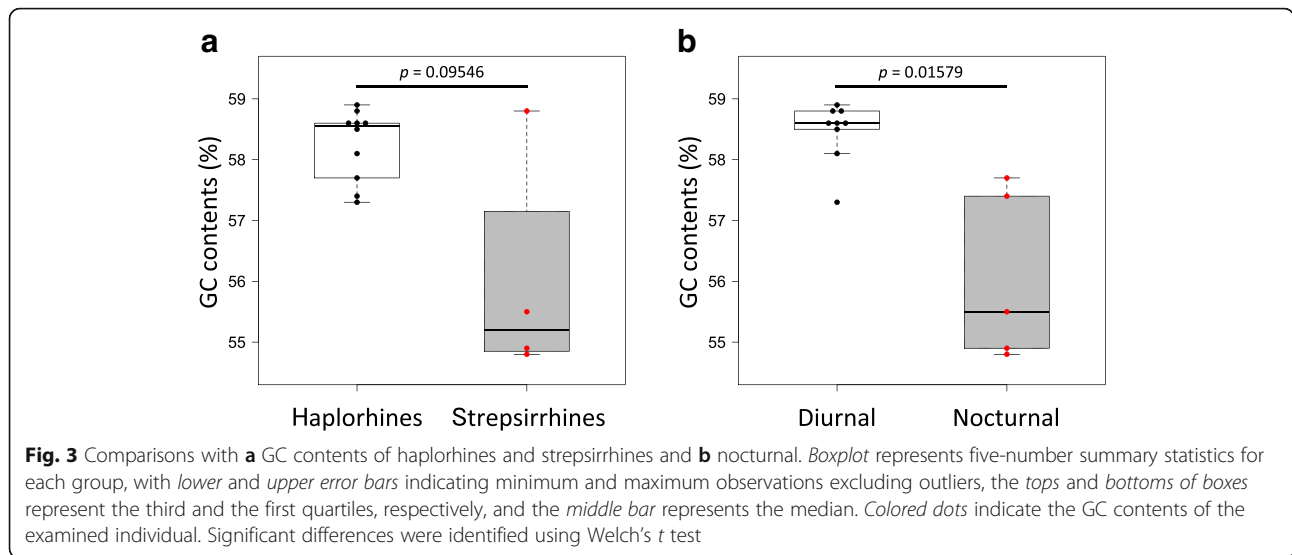 a
p = 0.09546
GC contents (%)
59
58
57
56
55
Haplorhines Strepsirrhines
b
p = 0.01579
GC contents (%)
59
58
57
56
55
Diurnal Nocturnal
Fig. 3 Comparisons with a GC contents of haplorhines and strepsirrhines and b nocturnal. Boxplot represents five-number summary statistics for
each group, with lower and upper error bars indicating minimum and maximum observations excluding outliers, the tops and bottoms of boxes
represent the third and the first quartiles, respectively, and the middle bar represents the median. Colored dots indicate the GC contents of the
examined individual. Significant differences were identified using Welch's t test